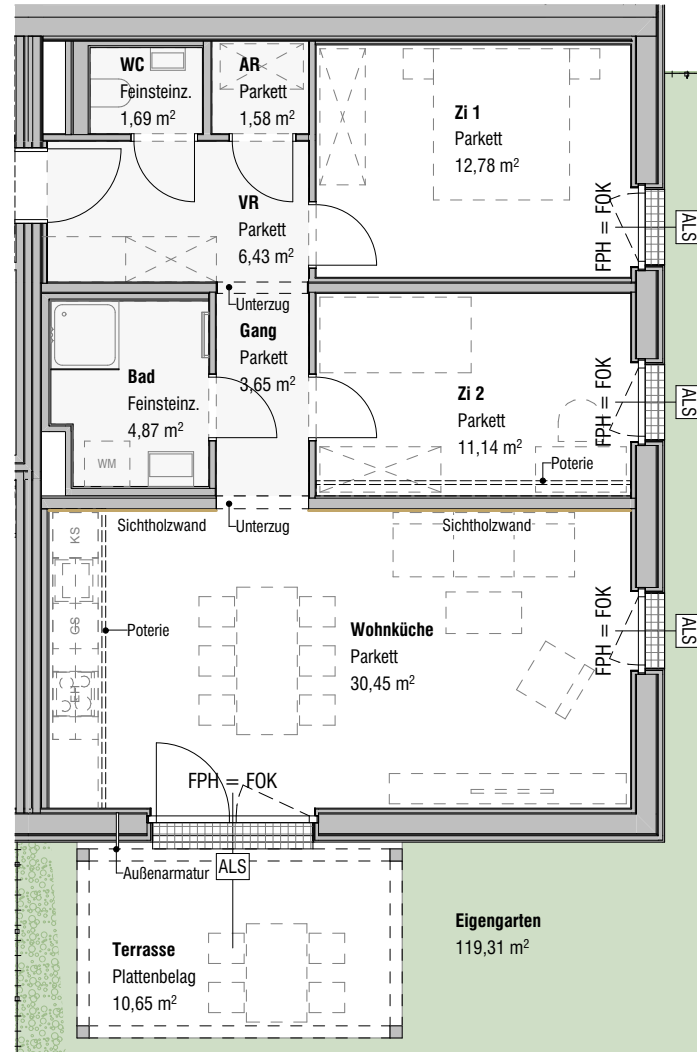 WC
Feinsteinz.
1,69 m²
AR
Parkett
1,58 m²
Zi 1
Parkett
12,78 m²
VR
Parkett
6,43 m²
FPH = FOK
ALS
Unterzug
Gang
Parkett
3,65 m²
Bad
Feinsteinz.
4,87 m²
WM
Zi 2
Parkett
11,14 m²
FPH = FOK
ALS
Poterie
Sichtholzwand
Unterzug
Sichtholzwand
KS
GS
EH
Poterie
Wohnküche
Parkett
30,45 m²
FPH = FOK
ALS
FPH = FOK
ALS
Außenarmatur
Terrasse
Plattenbelag
10,65 m²
Eigengarten
119,31 m²